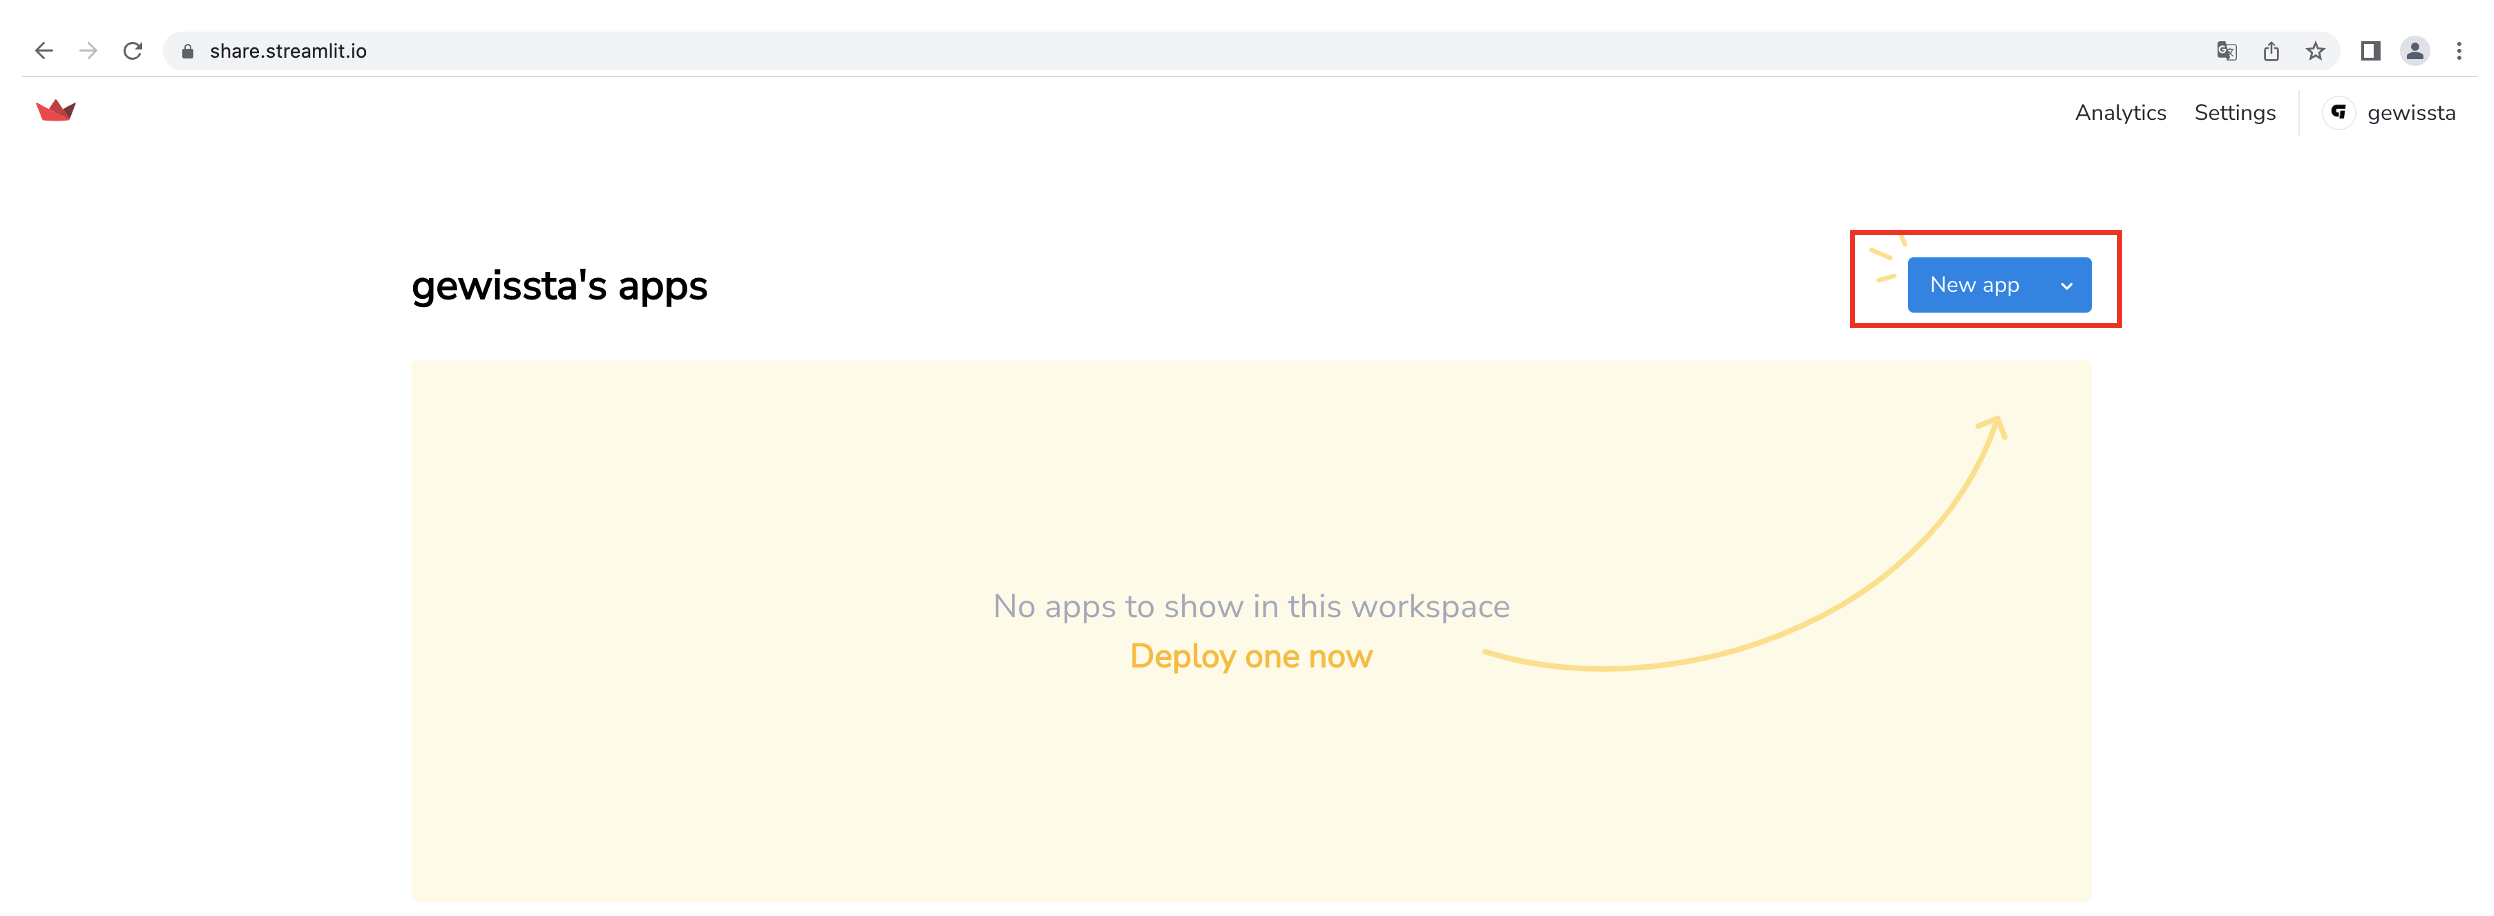 share.streamlit.io
Analytics Settings gewissta
gewissta's apps
New app
No apps to show in this workspace
Deploy one now